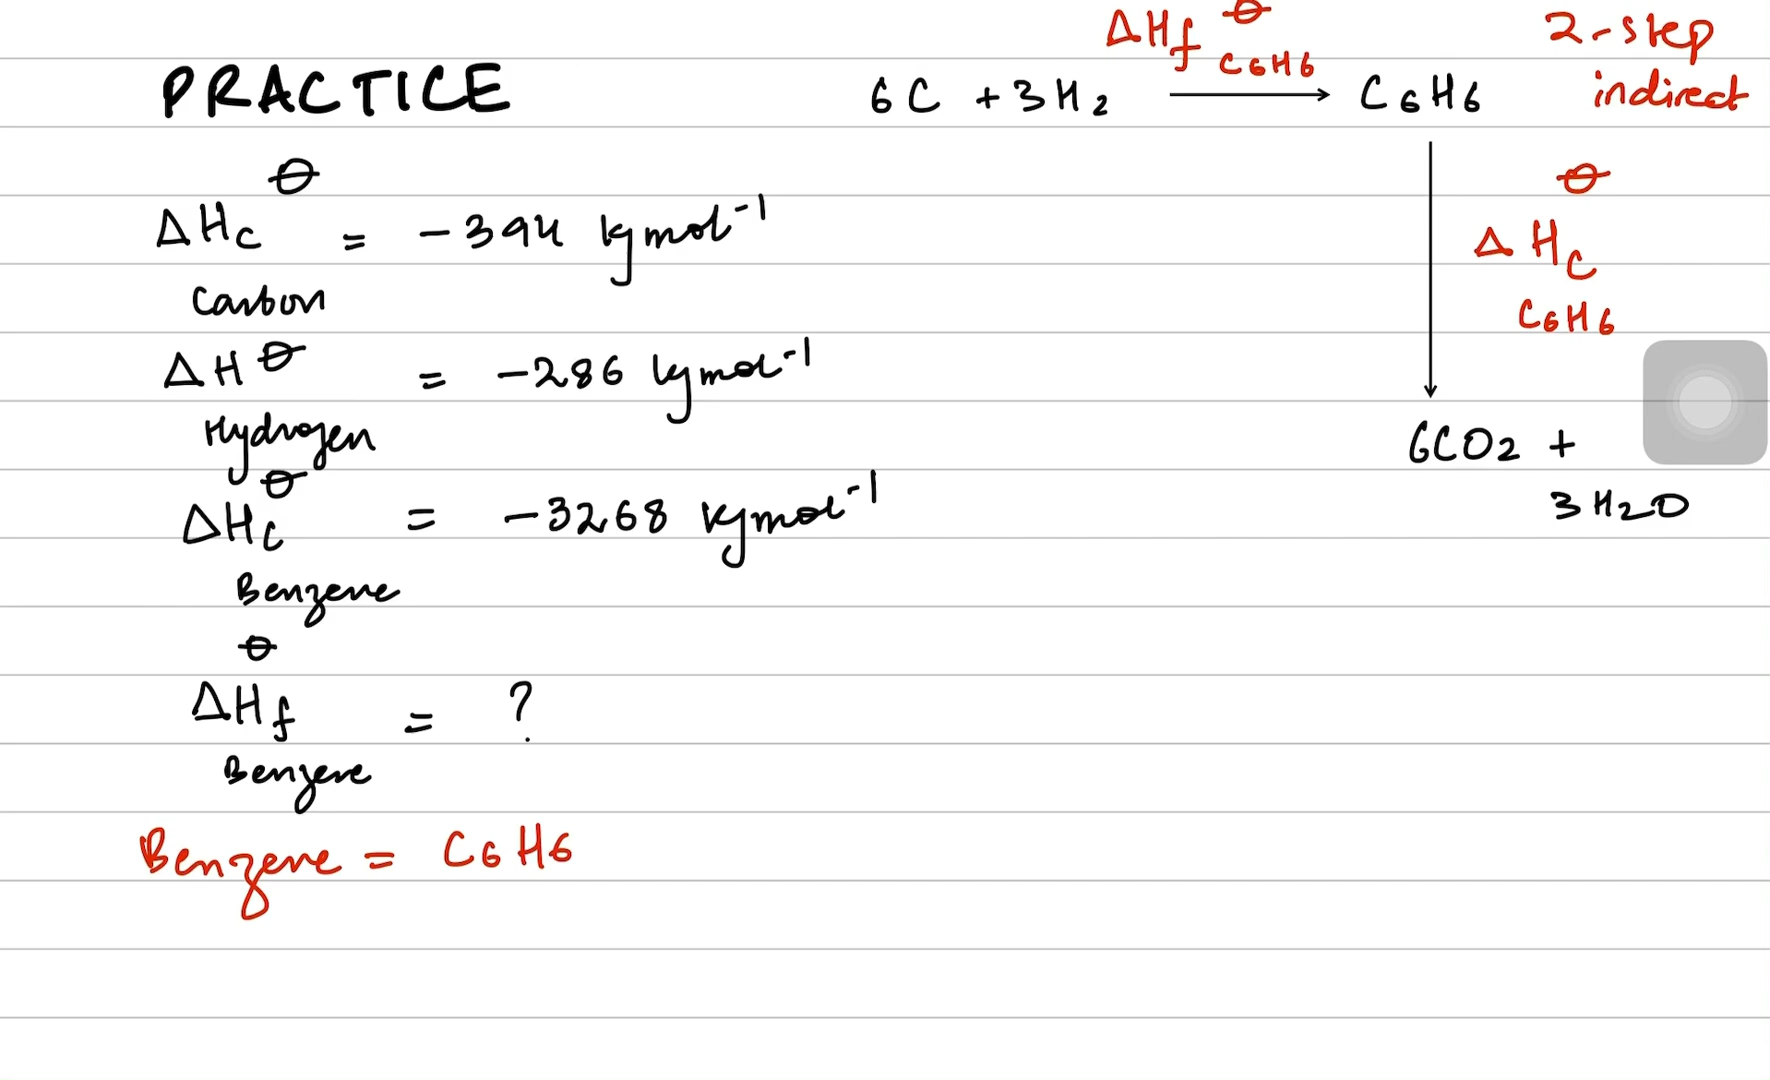 PRACTICE
ΔHc⦵ = -394 kJmol⁻¹
Carbon
ΔH⦵ = -286 kJmol⁻¹
Hydrogen
ΔHc⦵ = -3268 kJmol⁻¹
Benzene
ΔHf⦵ = ?
Benzene
Benzene = C6H6
ΔHf⦵ C6H6
2-step
indirect
6C + 3H2 → C6H6
ΔHc⦵
C6H6
6CO2 +
3H2O